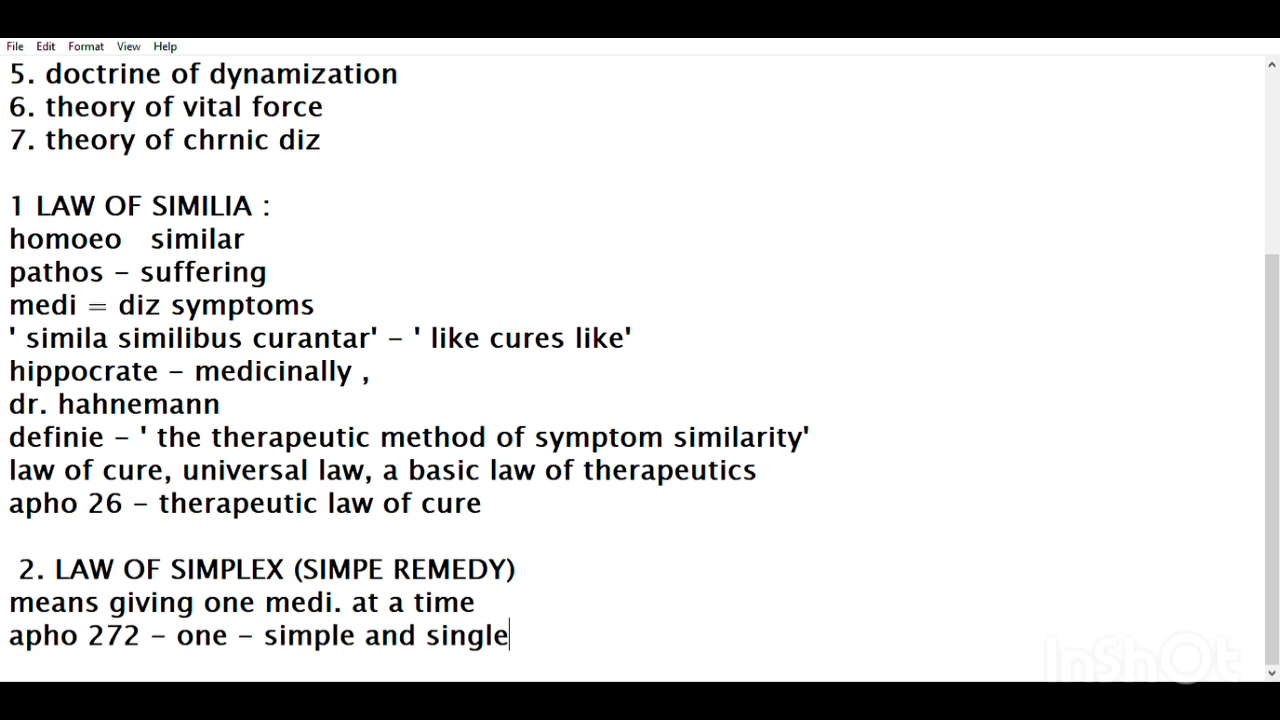 File Edit Format View Help
5. doctrine of dynamization
6. theory of vital force
7. theory of chrnic diz
1 LAW OF SIMILIA :
homoeo similar
pathos - suffering
medi = diz symptoms
' simila similibus curantar' - ' like cures like'
hippocrate - medicinally ,
dr. hahnemann
definie - ' the therapeutic method of symptom similarity'
law of cure, universal law, a basic law of therapeutics
apho 26 - therapeutic law of cure
2. LAW OF SIMPLEX (SIMPE REMEDY)
means giving one medi. at a time
apho 272 - one - simple and single
InShOt